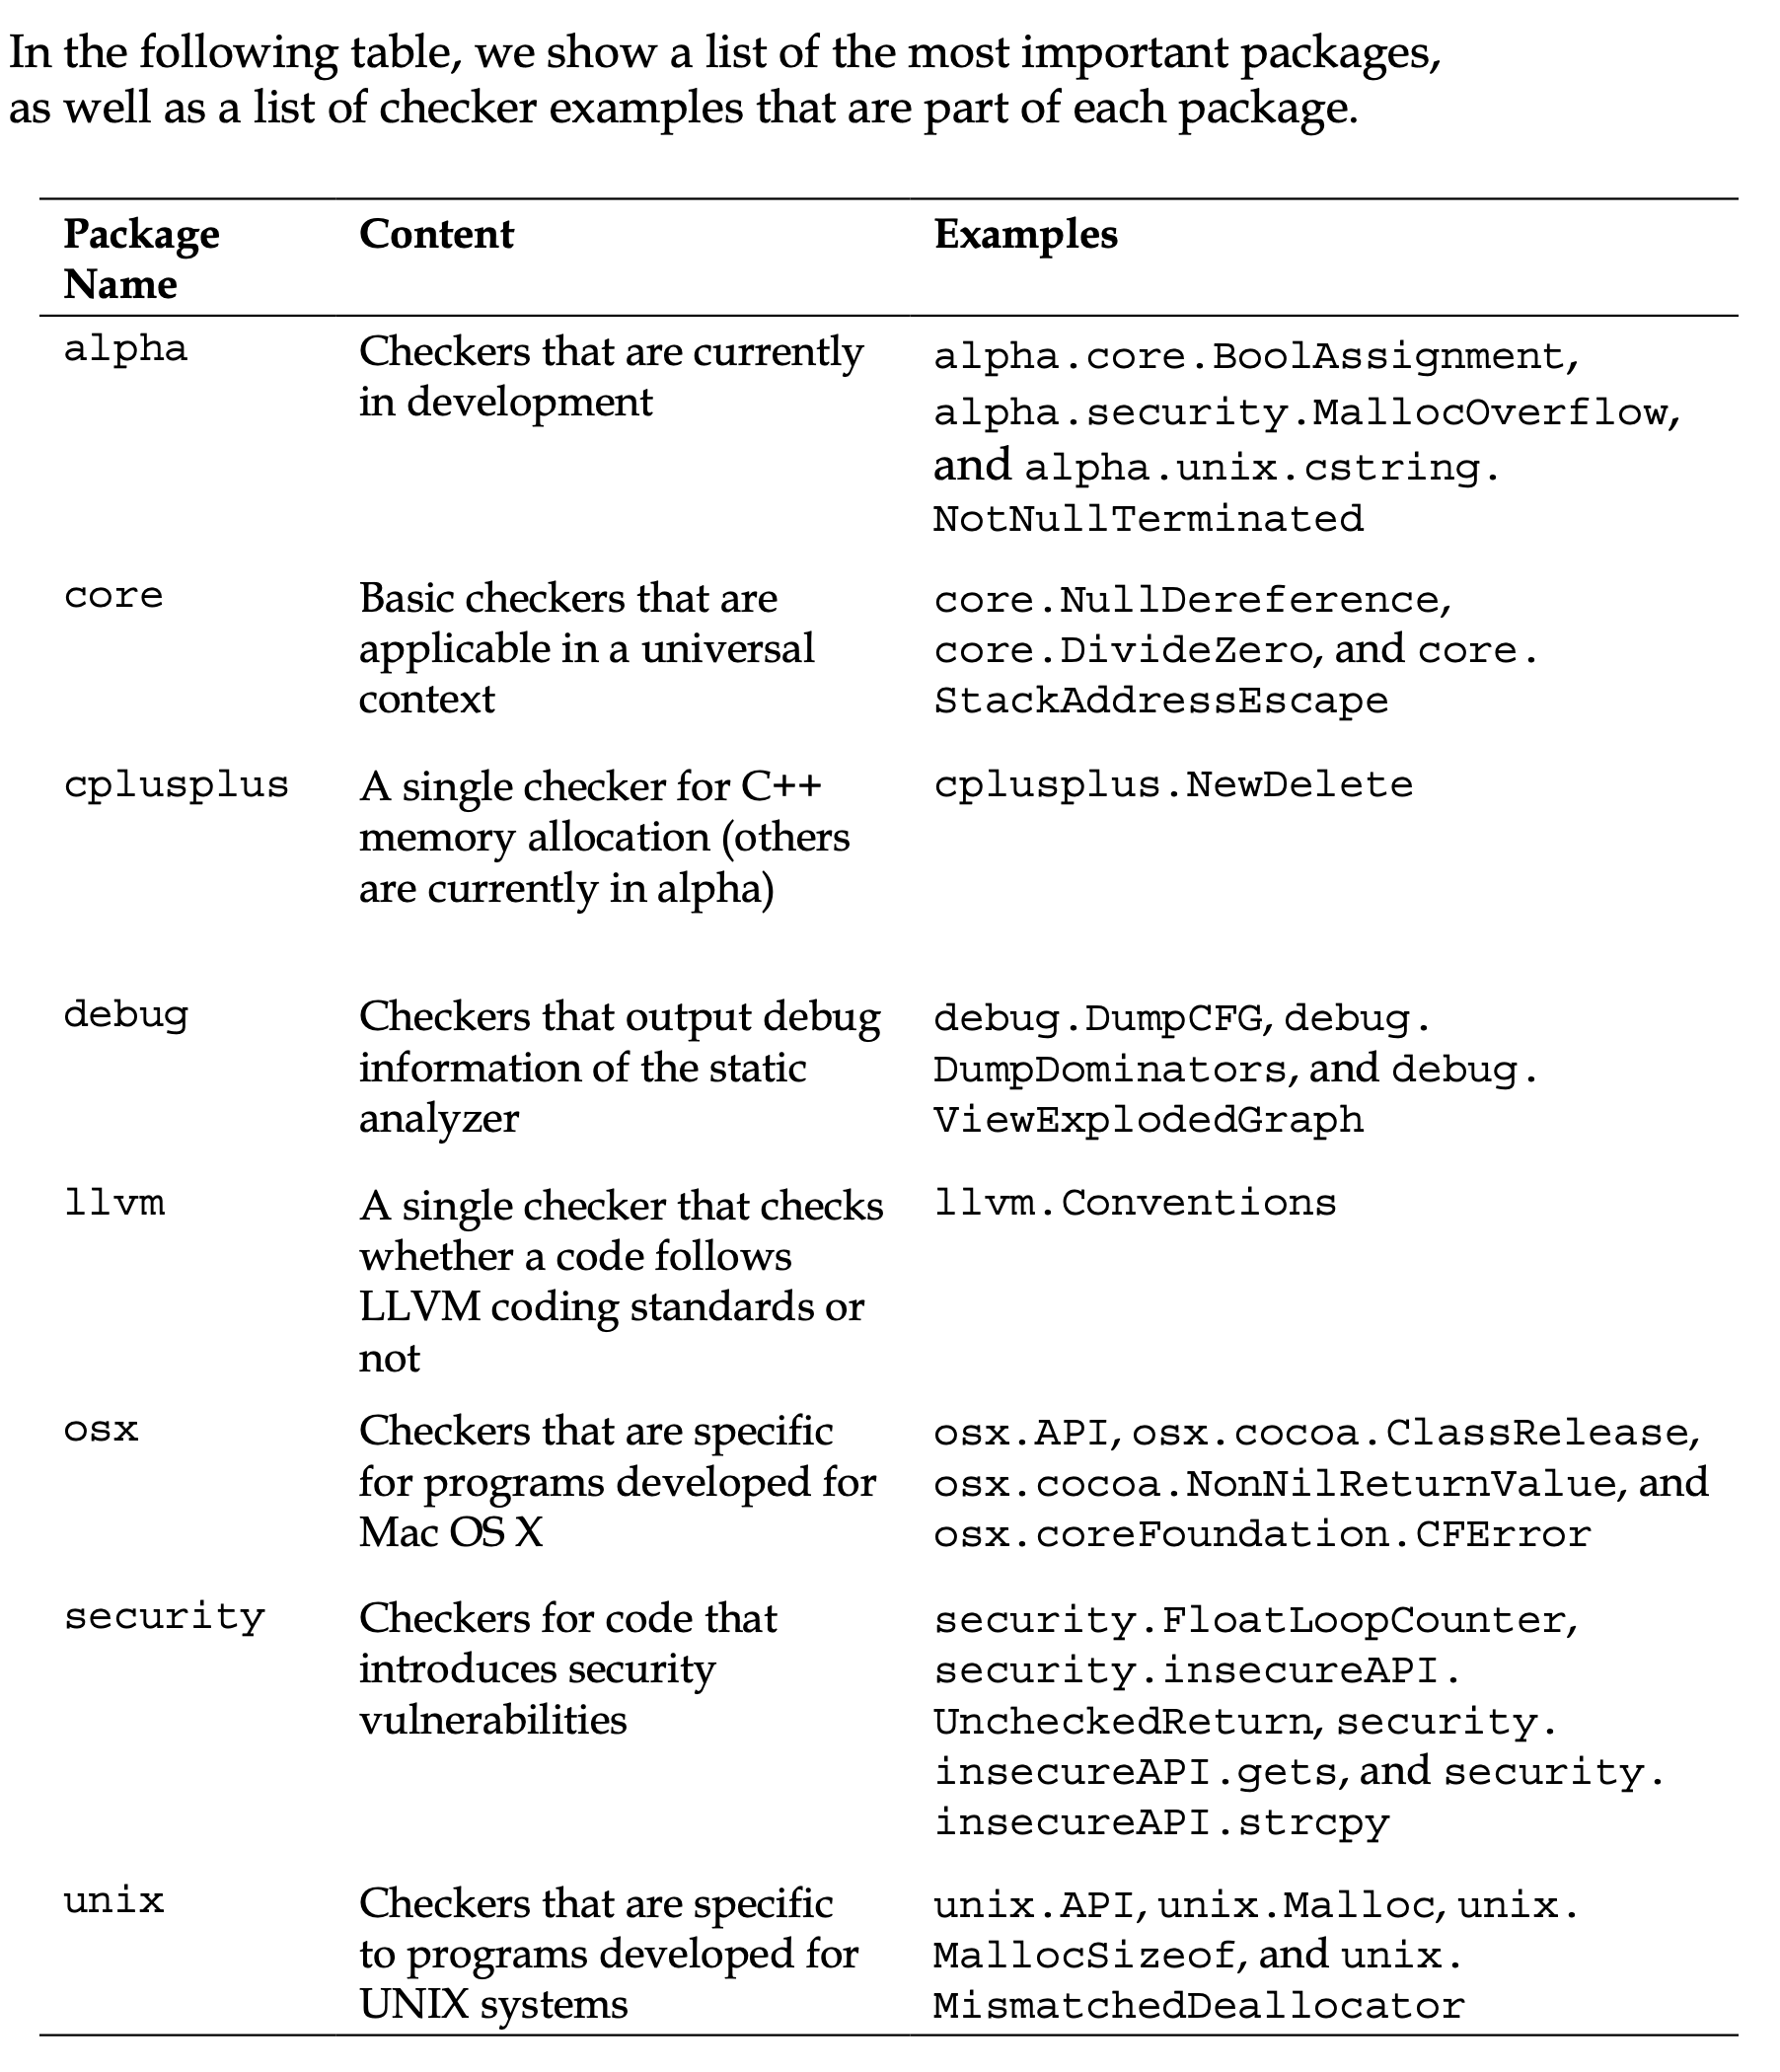 In the following table, we show a list of the most important packages,
as well as a list of checker examples that are part of each package.
Package
Name
Content
Examples
alpha
Checkers that are currently
in development
alpha.core.BoolAssignment,
alpha.security.MallocOverflow,
and alpha.unix.cstring.
NotNullTerminated
core
Basic checkers that are
applicable in a universal
context
core.NullDereference,
core.DivideZero, and core.
StackAddressEscape
cplusplus
A single checker for C++
memory allocation (others
are currently in alpha)
cplusplus.NewDelete
debug
Checkers that output debug
information of the static
analyzer
debug.DumpCFG, debug.
DumpDominators, and debug.
ViewExplodedGraph
llvm
A single checker that checks
whether a code follows
LLVM coding standards or
not
llvm.Conventions
osx
Checkers that are specific
for programs developed for
Mac OS X
osx.API, osx.cocoa.ClassRelease,
osx.cocoa.NonNilReturnValue, and
osx.coreFoundation.CFError
security
Checkers for code that
introduces security
vulnerabilities
security.FloatLoopCounter,
security.insecureAPI.
UncheckedReturn, security.
insecureAPI.gets, and security.
insecureAPI.strcpy
unix
Checkers that are specific
to programs developed for
UNIX systems
unix.API, unix.Malloc, unix.
MallocSizeof, and unix.
MismatchedDeallocator